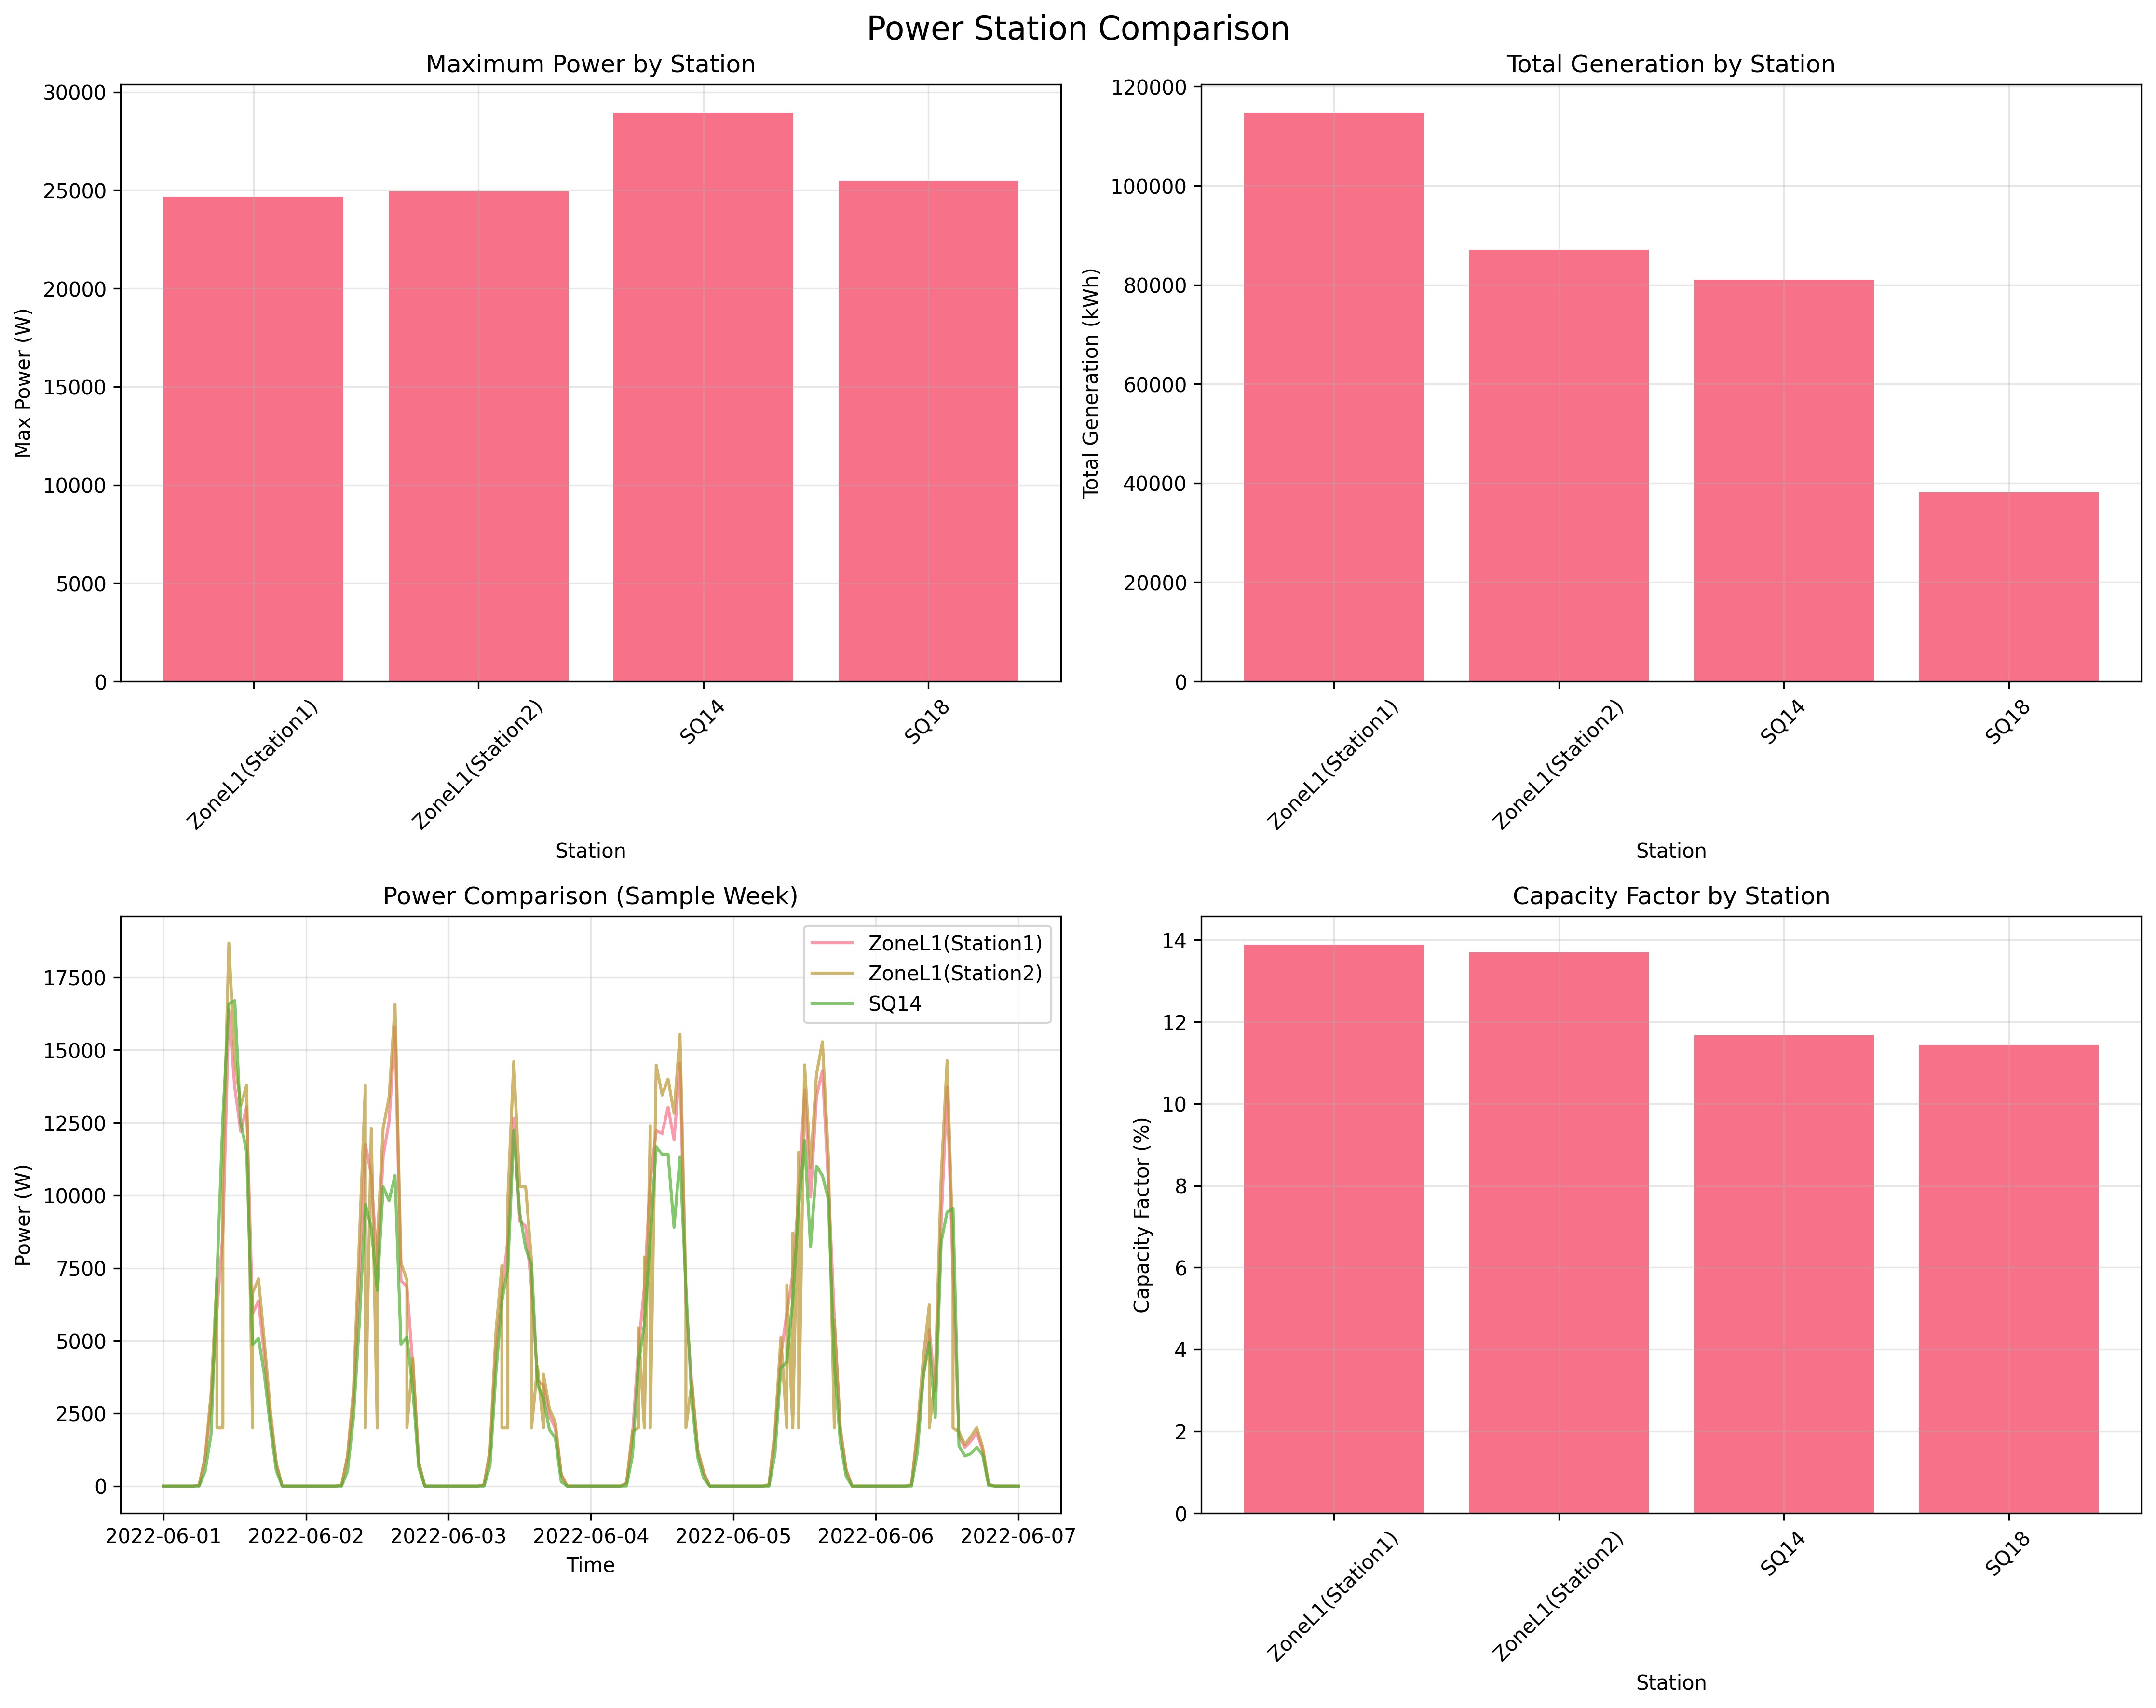 Power Station Comparison
Maximum Power by Station
30000
25000
20000
15000
10000
5000
0
Max Power (W)
ZoneL1(Station1)
ZoneL1(Station2)
SQ14
SQ18
Station
Total Generation by Station
120000
100000
80000
60000
40000
20000
0
Total Generation (kWh)
ZoneL1(Station1)
ZoneL1(Station2)
SQ14
SQ18
Station
Power Comparison (Sample Week)
17500
15000
12500
10000
7500
5000
2500
0
Power (W)
ZoneL1(Station1)
ZoneL1(Station2)
SQ14
2022-06-01 2022-06-02 2022-06-03 2022-06-04 2022-06-05 2022-06-06 2022-06-07
Time
Capacity Factor by Station
14
12
10
8
6
4
2
0
Capacity Factor (%)
ZoneL1(Station1)
ZoneL1(Station2)
SQ14
SQ18
Station